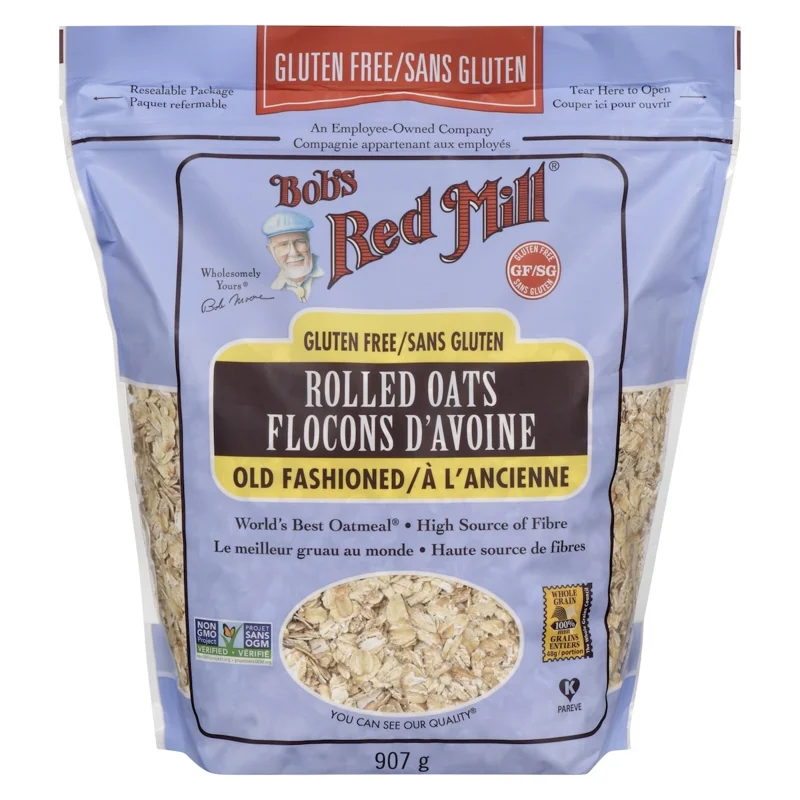 GLUTEN FREE/SANS GLUTEN
Resealable Package
Paquet refermable
Tear Here to Open
Couper ici pour ouvrir
An Employee-Owned Company
Compagnie appartenant aux employés
Bob's
Red Mill®
Wholesomely
Yours®
Bob Moore
GLUTEN FREE
GF/SG
SANS GLUTEN
GLUTEN FREE/SANS GLUTEN
ROLLED OATS
FLOCONS D'AVOINE
OLD FASHIONED/À L'ANCIENNE
World's Best Oatmeal® • High Source of Fibre
Le meilleur gruau au monde • Haute source de fibres
NON
GMO
Project
VERIFIED
PROJET
SANS
OGM
VÉRIFIÉ
WHOLE
GRAIN
100%
GRAINS
ENTIERS
48g/portion
K
PAREVE
YOU CAN SEE OUR QUALITY®
907 g